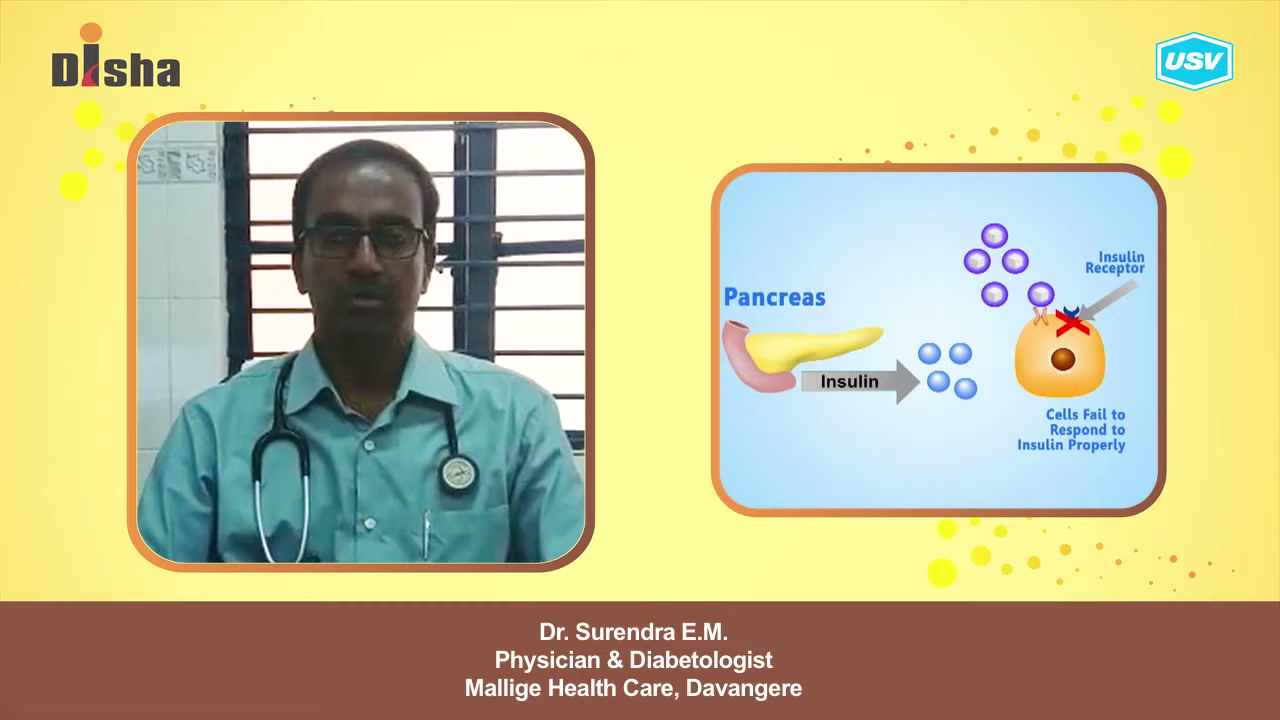 Disha
USV
Pancreas
Insulin
Insulin
Receptor
Cells Fail to
Respond to
Insulin Properly
Dr. Surendra E.M.
Physician & Diabetologist
Mallige Health Care, Davangere